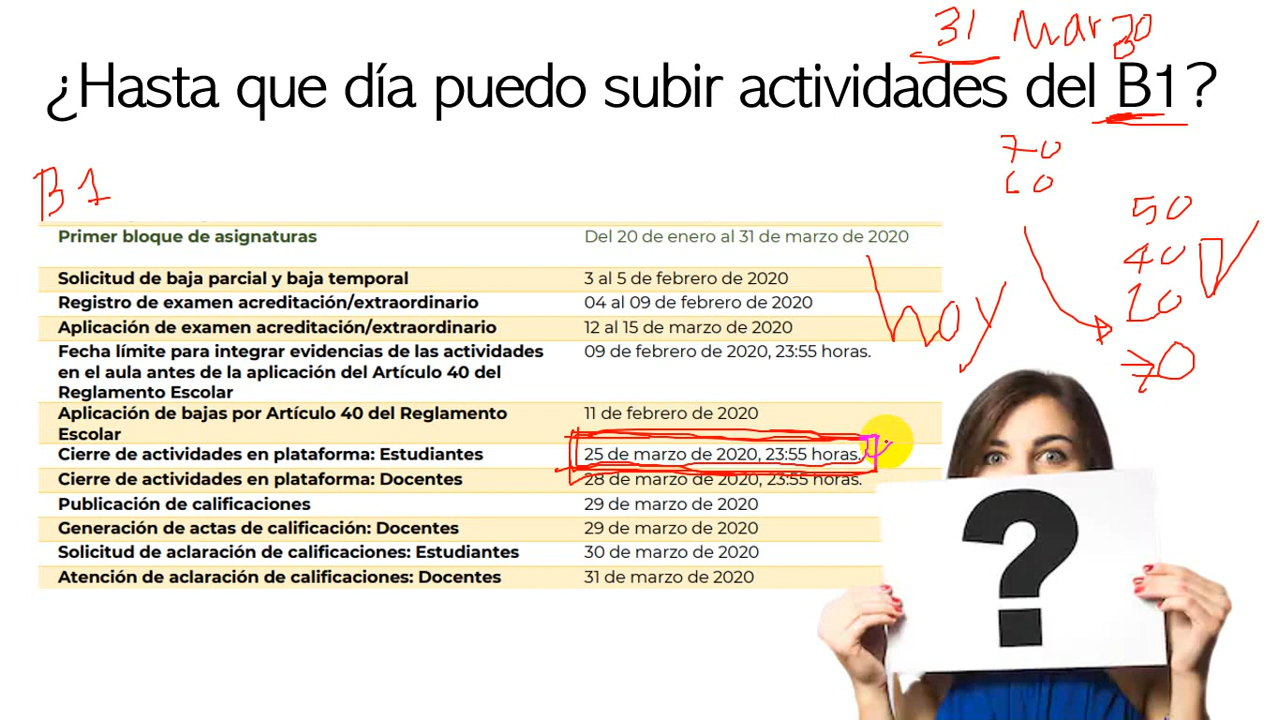 31 Marzo
¿Hasta que día puedo subir actividades del B1?
70
60
B1
50
40
20
70
hoy
Primer bloque de asignaturas Del 20 de enero al 31 de marzo de 2020
Solicitud de baja parcial y baja temporal 3 al 5 de febrero de 2020
Registro de examen acreditación/extraordinario 04 al 09 de febrero de 2020
Aplicación de examen acreditación/extraordinario 12 al 15 de marzo de 2020
Fecha límite para integrar evidencias de las actividades 09 de febrero de 2020, 23:55 horas.
en el aula antes de la aplicación del Artículo 40 del
Reglamento Escolar
Aplicación de bajas por Artículo 40 del Reglamento 11 de febrero de 2020
Escolar
Cierre de actividades en plataforma: Estudiantes 25 de marzo de 2020, 23:55 horas.
Cierre de actividades en plataforma: Docentes 28 de marzo de 2020, 23:55 horas.
Publicación de calificaciones 29 de marzo de 2020
Generación de actas de calificación: Docentes 29 de marzo de 2020
Solicitud de aclaración de calificaciones: Estudiantes 30 de marzo de 2020
Atención de aclaración de calificaciones: Docentes 31 de marzo de 2020
?